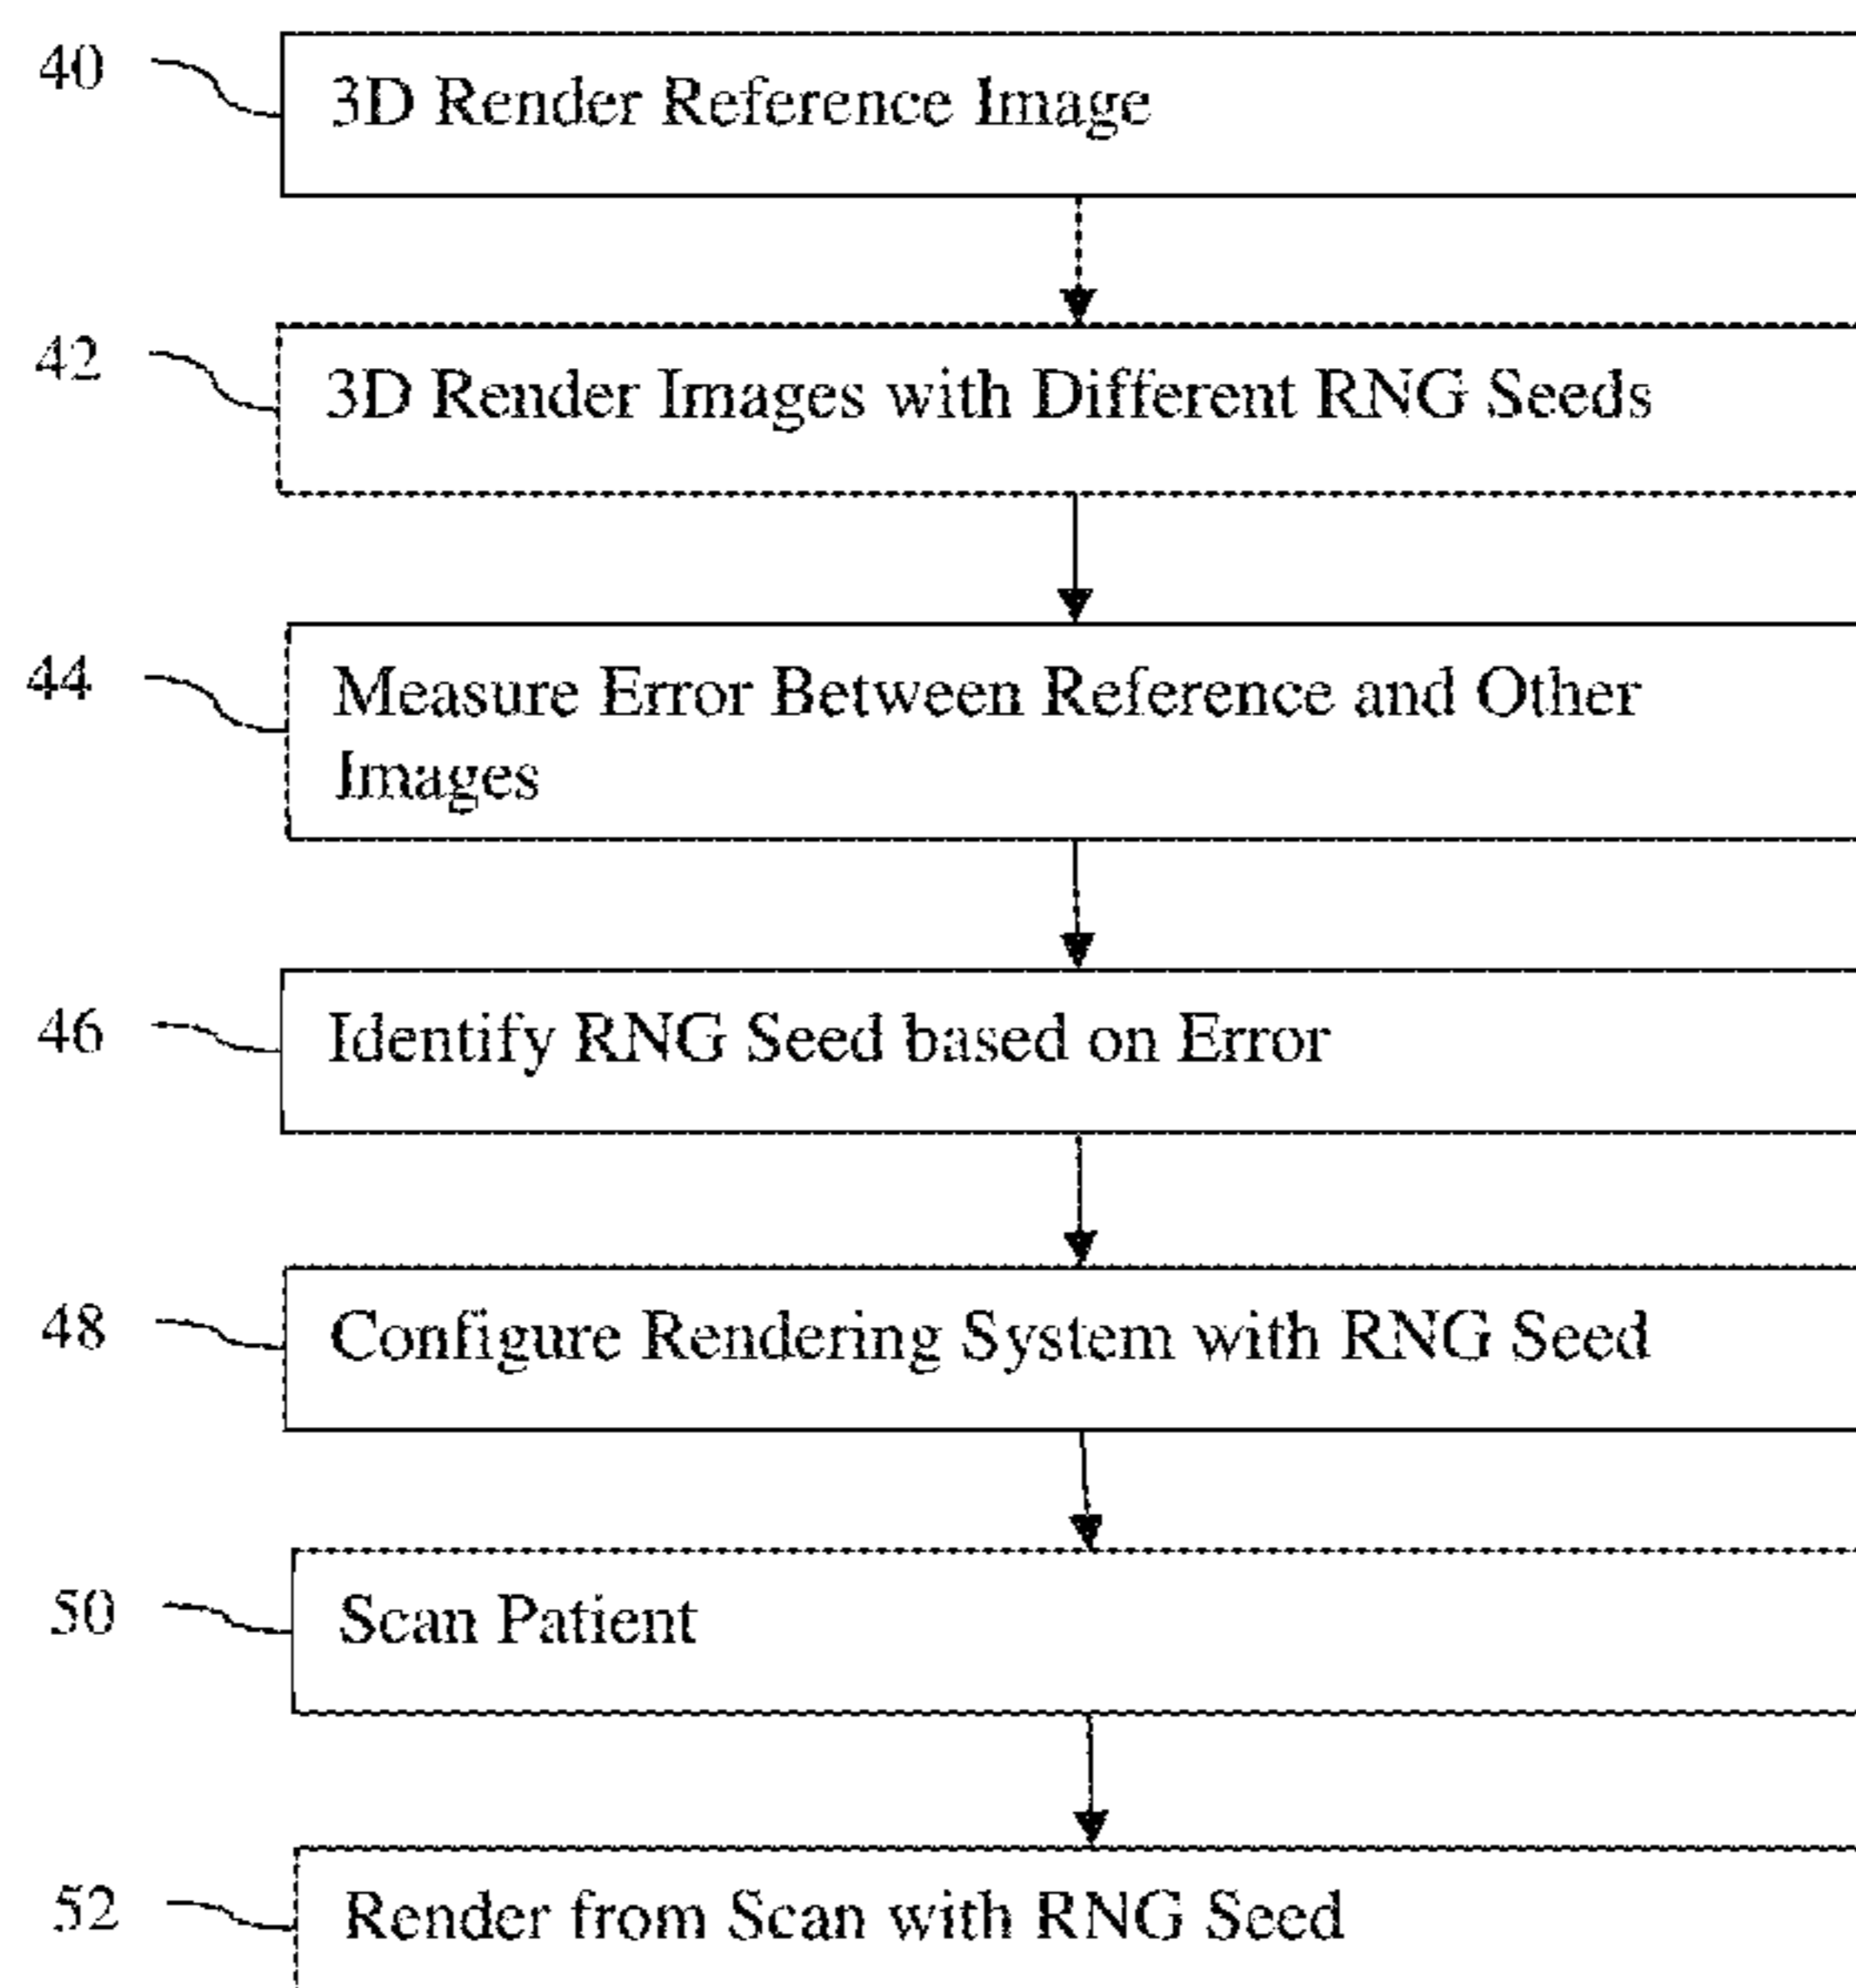 40
3D Render Reference Image
42
3D Render Images with Different RNG Seeds
44
Measure Error Between Reference and Other
Images
46
Identify RNG Seed based on Error
48
Configure Rendering System with RNG Seed
50
Scan Patient
52
Render from Scan with RNG Seed